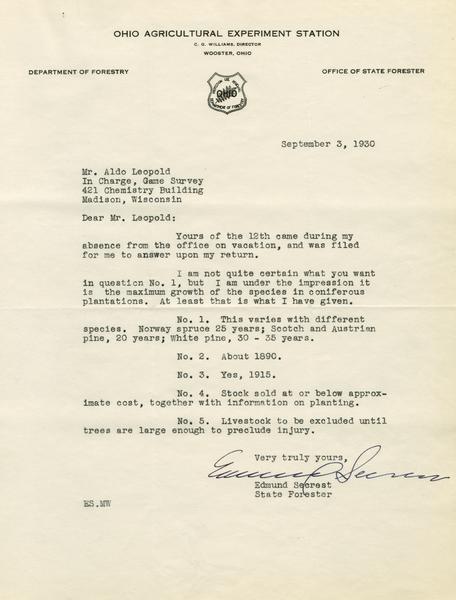 OHIO AGRICULTURAL EXPERIMENT STATION
C. G. WILLIAMS, DIRECTOR
WOOSTER, OHIO
DEPARTMENT OF FORESTRY
OFFICE OF STATE FORESTER
OHIO
September 3, 1930
Mr. Aldo Leopold
In Charge, Game Survey
421 Chemistry Building
Madison, Wisconsin
Dear Mr. Leopold:
Yours of the 12th came during my
absence from the office on vacation, and was filed
for me to answer upon my return.
I am not quite certain what you want
in question No. 1, but I am under the impression it
is the maximum growth of the species in coniferous
plantations. At least that is what I have given.
No. 1. This varies with different
species. Norway spruce 25 years; Scotch and Austrian
pine, 20 years; White pine, 30 - 35 years.
No. 2. About 1890.
No. 3. Yes, 1915.
No. 4. Stock sold at or below approx-
imate cost, together with information on planting.
No. 5. Livestock to be excluded until
trees are large enough to preclude injury.
Very truly yours,
Edmund Secrest
Edmund Secrest
State Forester
ES.MW